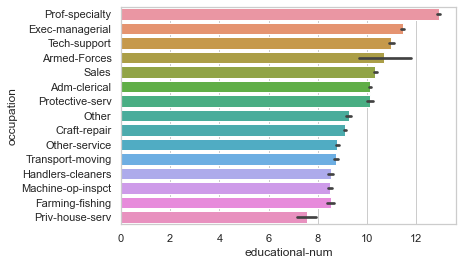 Prof-specialty
Exec-managerial
Tech-support
Armed-Forces
Sales
Adm-clerical
Protective-serv
Other
Craft-repair
Other-service
Transport-moving
Handlers-cleaners
Machine-op-inspct
Farming-fishing
Priv-house-serv
occupation
0 2 4 6 8 10 12
educational-num